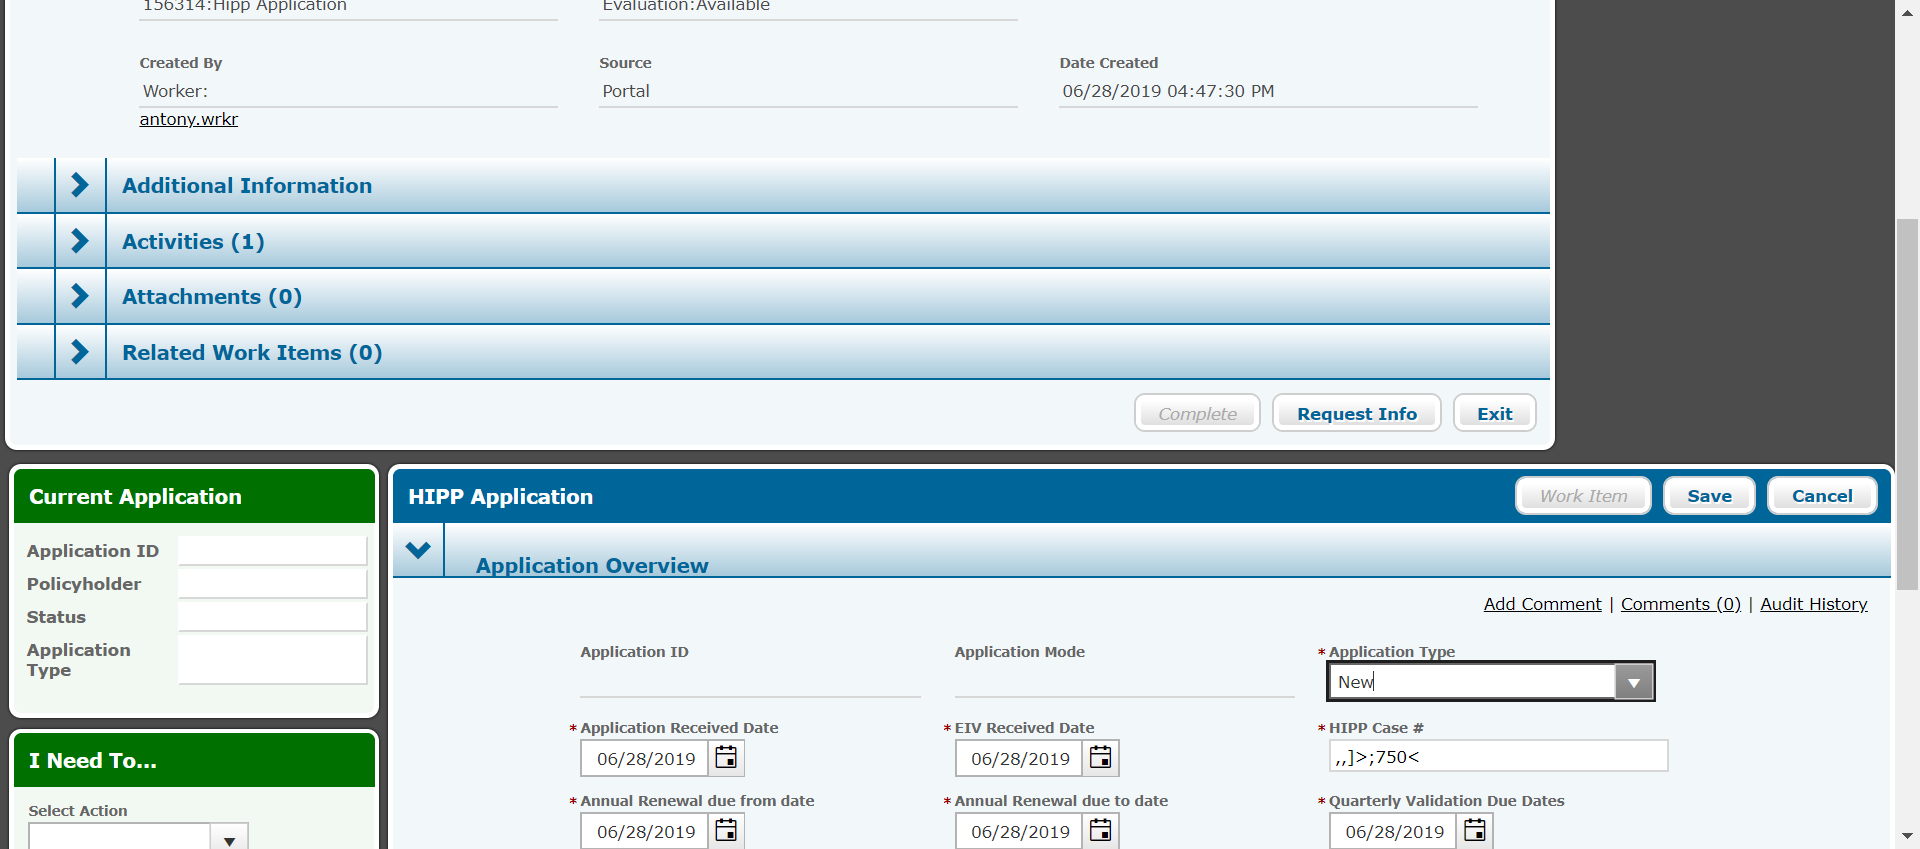 156314:Hipp Application
Evaluation:Available
Created By
Source
Date Created
Worker:
Portal
06/28/2019 04:47:30 PM
antony.wrkr
Additional Information
Activities (1)
Attachments (0)
Related Work Items (0)
Complete
Request Info
Exit
Current Application
Application ID
Policyholder
Status
Application
Type
I Need To...
Select Action
HIPP Application
Work Item
Save
Cancel
Application Overview
Add Comment | Comments (0) | Audit History
Application ID
Application Mode
* Application Type
New
* Application Received Date
* EIV Received Date
* HIPP Case #
06/28/2019
06/28/2019
,,]>;750<
* Annual Renewal due from date
* Annual Renewal due to date
* Quarterly Validation Due Dates
06/28/2019
06/28/2019
06/28/2019